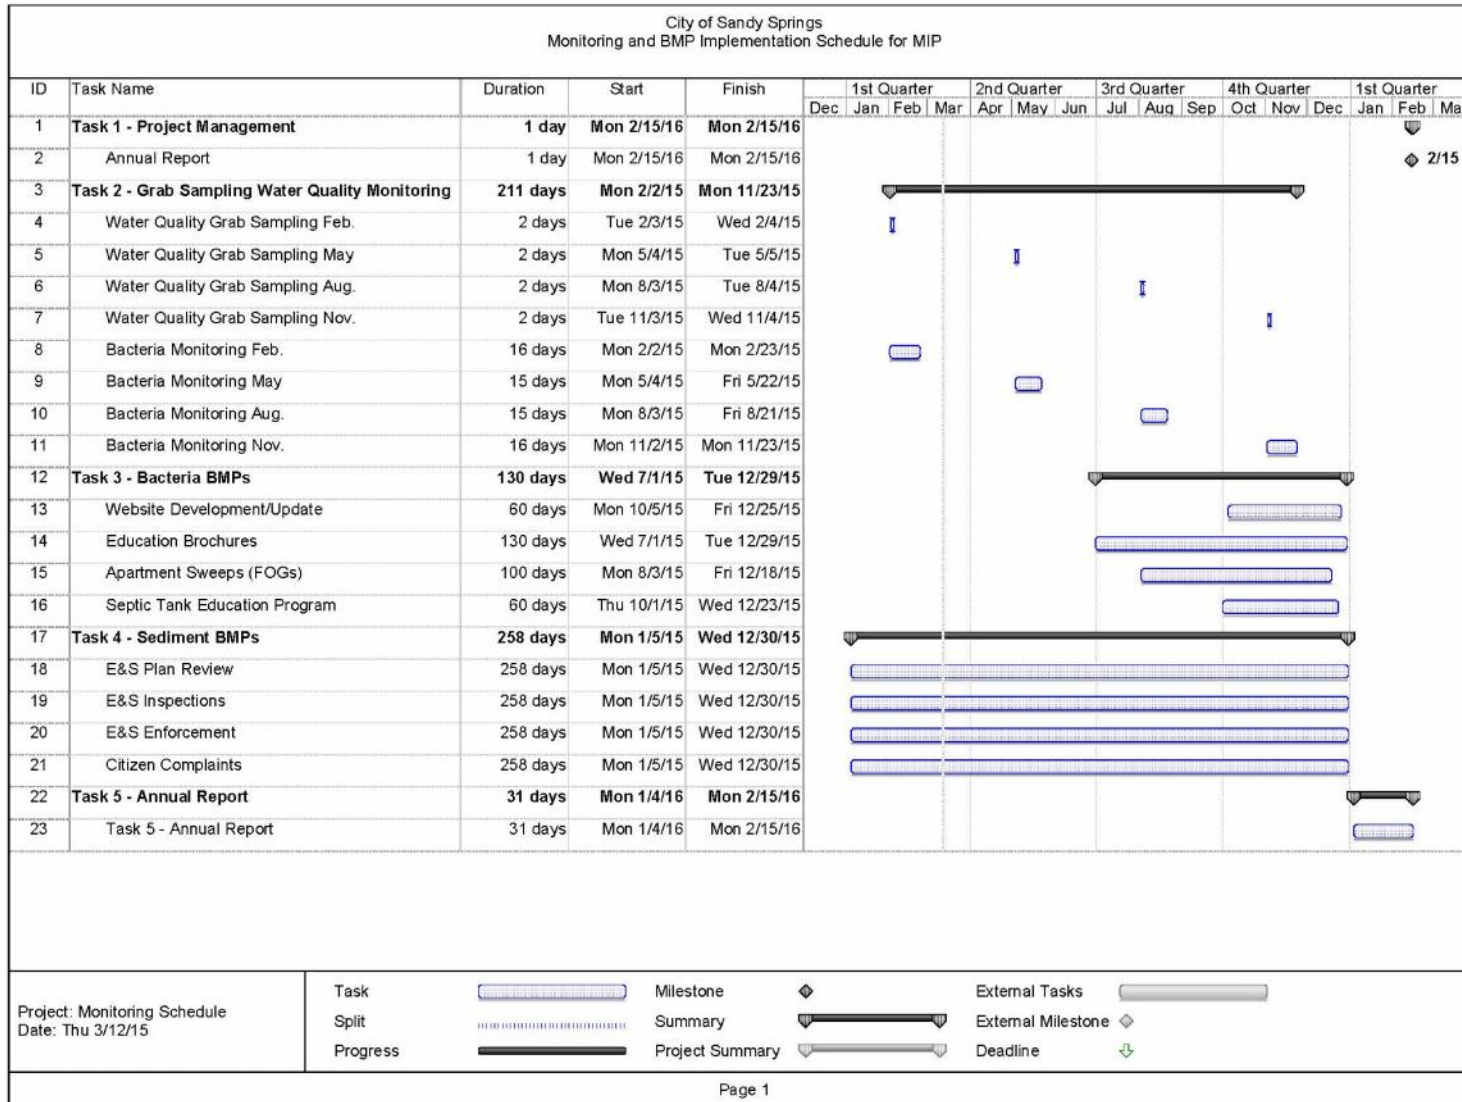 City of Sandy Springs
Monitoring and BMP Implementation Schedule for MIP
ID Task Name Duration Start Finish 1st Quarter 2nd Quarter 3rd Quarter 4th Quarter 1st Quarter
Dec Jan Feb Mar Apr May Jun Jul Aug Sep Oct Nov Dec Jan Feb Ma
1 Task 1 - Project Management 1 day Mon 2/15/16 Mon 2/15/16
2 Annual Report 1 day Mon 2/15/16 Mon 2/15/16 2/15
3 Task 2 - Grab Sampling Water Quality Monitoring 211 days Mon 2/2/15 Mon 11/23/15
4 Water Quality Grab Sampling Feb. 2 days Tue 2/3/15 Wed 2/4/15
5 Water Quality Grab Sampling May 2 days Mon 5/4/15 Tue 5/5/15
6 Water Quality Grab Sampling Aug. 2 days Mon 8/3/15 Tue 8/4/15
7 Water Quality Grab Sampling Nov. 2 days Tue 11/3/15 Wed 11/4/15
8 Bacteria Monitoring Feb. 16 days Mon 2/2/15 Mon 2/23/15
9 Bacteria Monitoring May 15 days Mon 5/4/15 Fri 5/22/15
10 Bacteria Monitoring Aug. 15 days Mon 8/3/15 Fri 8/21/15
11 Bacteria Monitoring Nov. 16 days Mon 11/2/15 Mon 11/23/15
12 Task 3 - Bacteria BMPs 130 days Wed 7/1/15 Tue 12/29/15
13 Website Development/Update 60 days Mon 10/5/15 Fri 12/25/15
14 Education Brochures 130 days Wed 7/1/15 Tue 12/29/15
15 Apartment Sweeps (FOGs) 100 days Mon 8/3/15 Fri 12/18/15
16 Septic Tank Education Program 60 days Thu 10/1/15 Wed 12/23/15
17 Task 4 - Sediment BMPs 258 days Mon 1/5/15 Wed 12/30/15
18 E&S Plan Review 258 days Mon 1/5/15 Wed 12/30/15
19 E&S Inspections 258 days Mon 1/5/15 Wed 12/30/15
20 E&S Enforcement 258 days Mon 1/5/15 Wed 12/30/15
21 Citizen Complaints 258 days Mon 1/5/15 Wed 12/30/15
22 Task 5 - Annual Report 31 days Mon 1/4/16 Mon 2/15/16
23 Task 5 - Annual Report 31 days Mon 1/4/16 Mon 2/15/16
Project: Monitoring Schedule
Date: Thu 3/12/15
Task Milestone External Tasks
Split Summary External Milestone
Progress Project Summary Deadline
Page 1